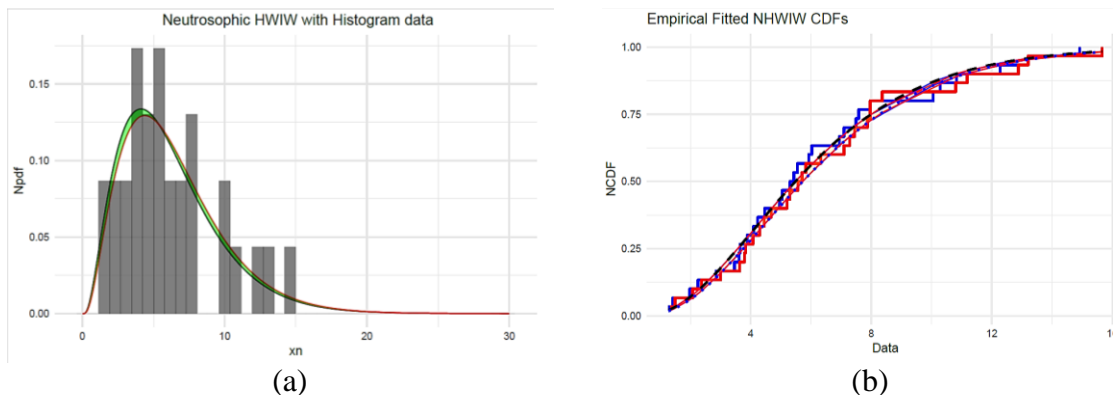 Neutrosophic HWIW with Histogram data
Npdf
0.15
0.10
0.05
0.00
0
10
20
30
xn
(a)
Empirical Fitted NHWIW CDFs
NCDF
1.00
0.75
0.50
0.25
0.00
4
8
12
Data
(b)